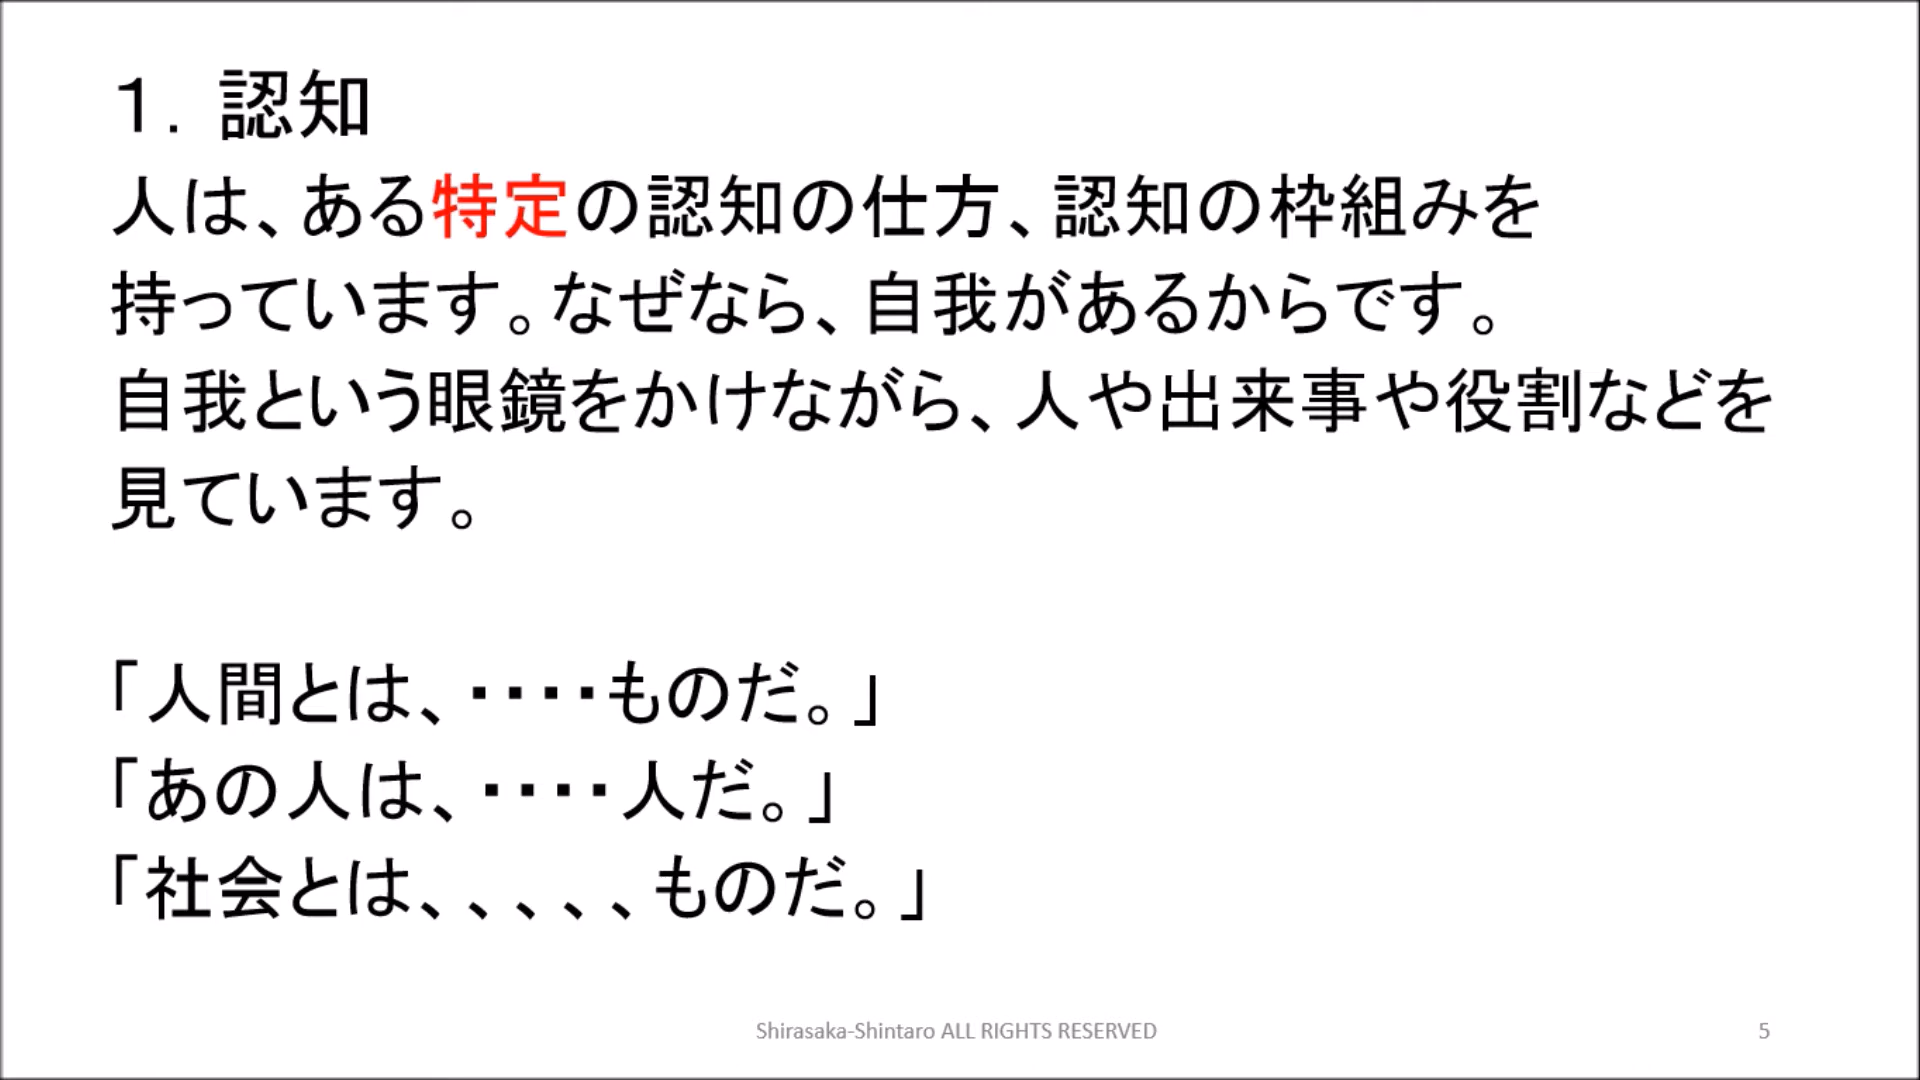 １．認知
人は、ある特定の認知の仕方、認知の枠組みを
持っています。なぜなら、自我があるからです。
自我という眼鏡をかけながら、人や出来事や役割などを
見ています。
「人間とは、・・・・ものだ。」
「あの人は、・・・・人だ。」
「社会とは、、、、、ものだ。」
Shirasaka-Shintaro ALL RIGHTS RESERVED
5